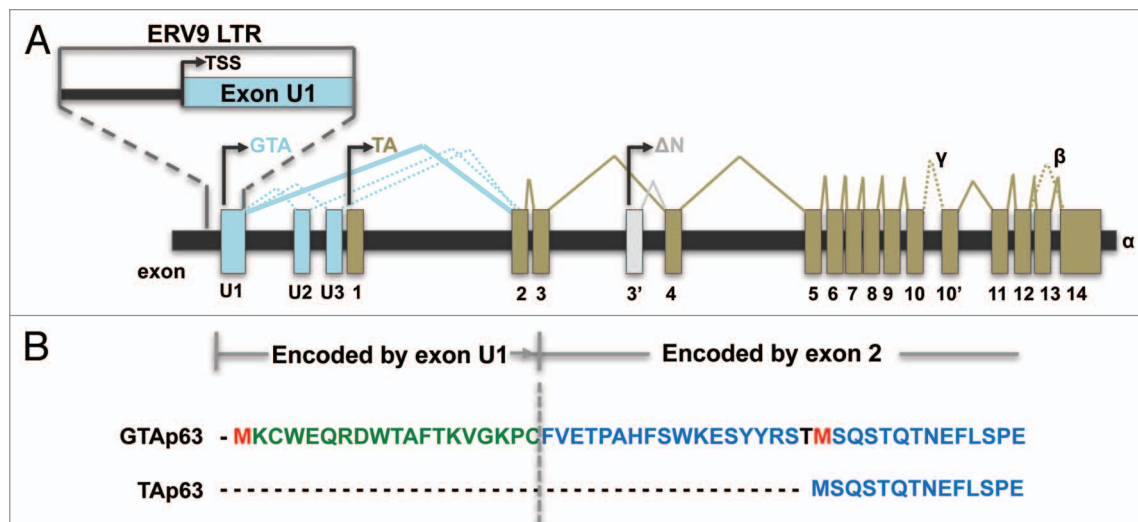 A
ERV9 LTR
TSS
Exon U1
GTA TA ΔN γ β
α
exon
U1 U2 U3 1 2 3 3' 4 5 6 7 8 9 10 10' 11 12 13 14
B
Encoded by exon U1 Encoded by exon 2
GTAp63 - MKCWEQRDWTAFTKVGKPCFVETPAHFSWKESYYRSTMSQSTQTNEFLSPE
TAp63 - - - - - - - - - - - - - - - - - - - - - - - - - - - - - - - - - - - - - MSQSTQTNEFLSPE